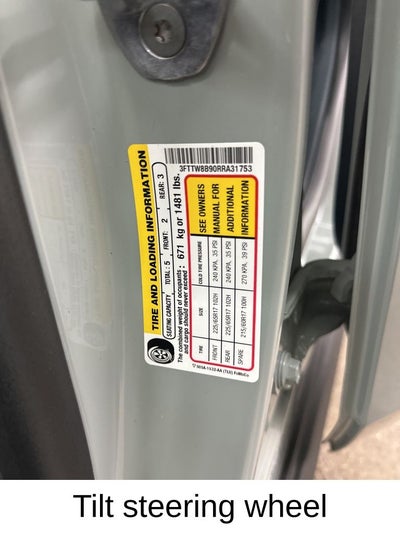 TIRE AND LOADING INFORMATION
SEATING CAPACITY TOTAL: 5 FRONT: 2 REAR: 3
The combined weight of occupants and cargo should never exceed: 671 kg or 1481 lbs.
3FTTW8B90RRA31753
TIRE SIZE COLD TIRE PRESSURE SEE OWNERS MANUAL FOR ADDITIONAL INFORMATION
FRONT 225/65R17 102H 240 KPA, 35 PSI
REAR 225/65R17 102H 240 KPA, 35 PSI
SPARE 215/60R17 100H 270 KPA, 39 PSI
Tilt steering wheel